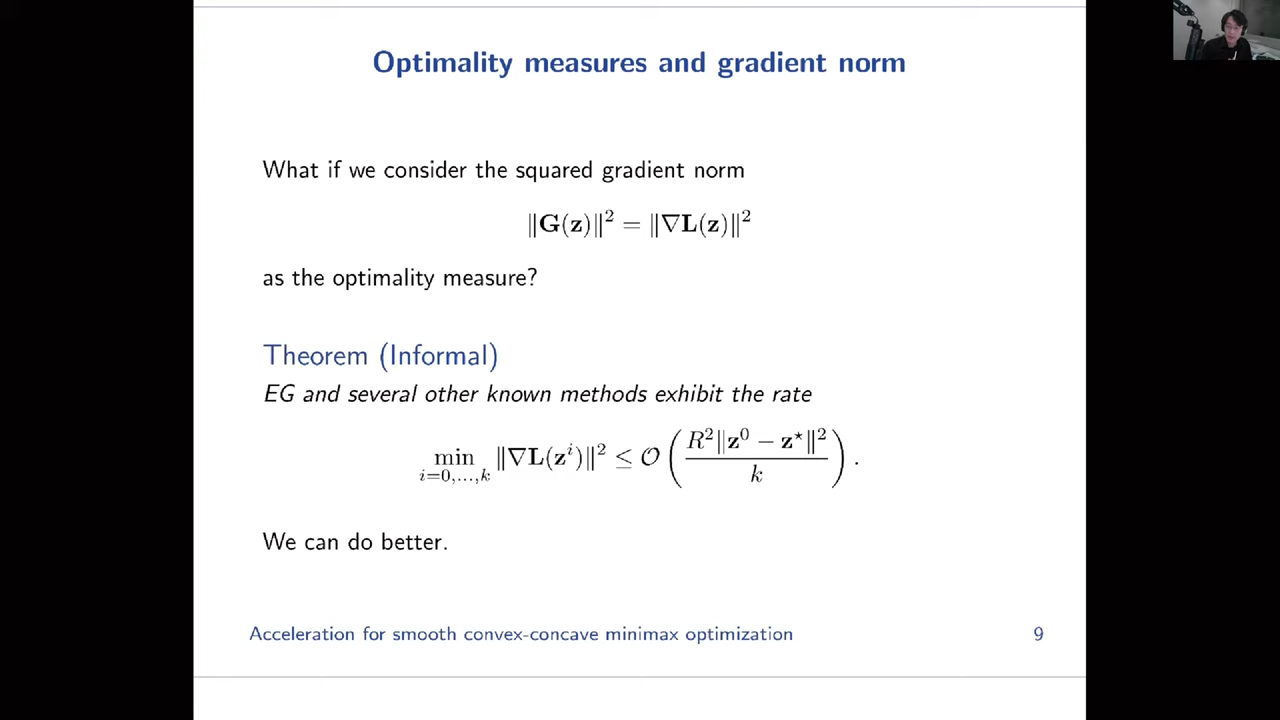 Optimality measures and gradient norm
What if we consider the squared gradient norm
‖G(z)‖² = ‖∇L(z)‖²
as the optimality measure?
Theorem (Informal)
EG and several other known methods exhibit the rate
min_{i=0,...,k} ‖∇L(zⁱ)‖² ≤ 𝒪(R²‖z⁰ − z⋆‖² / k).
We can do better.
Acceleration for smooth convex-concave minimax optimization 9